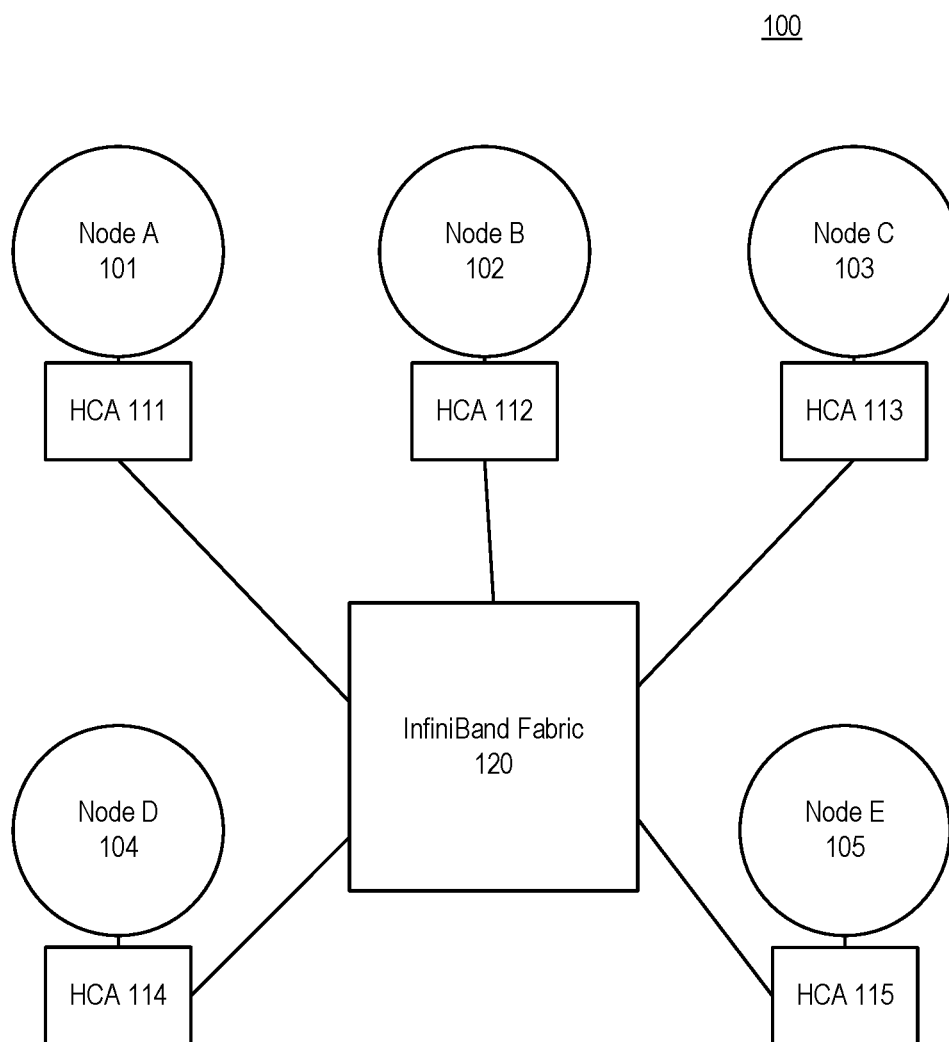 100
Node A
101
Node B
102
Node C
103
HCA 111
HCA 112
HCA 113
InfiniBand Fabric
120
Node D
104
Node E
105
HCA 114
HCA 115